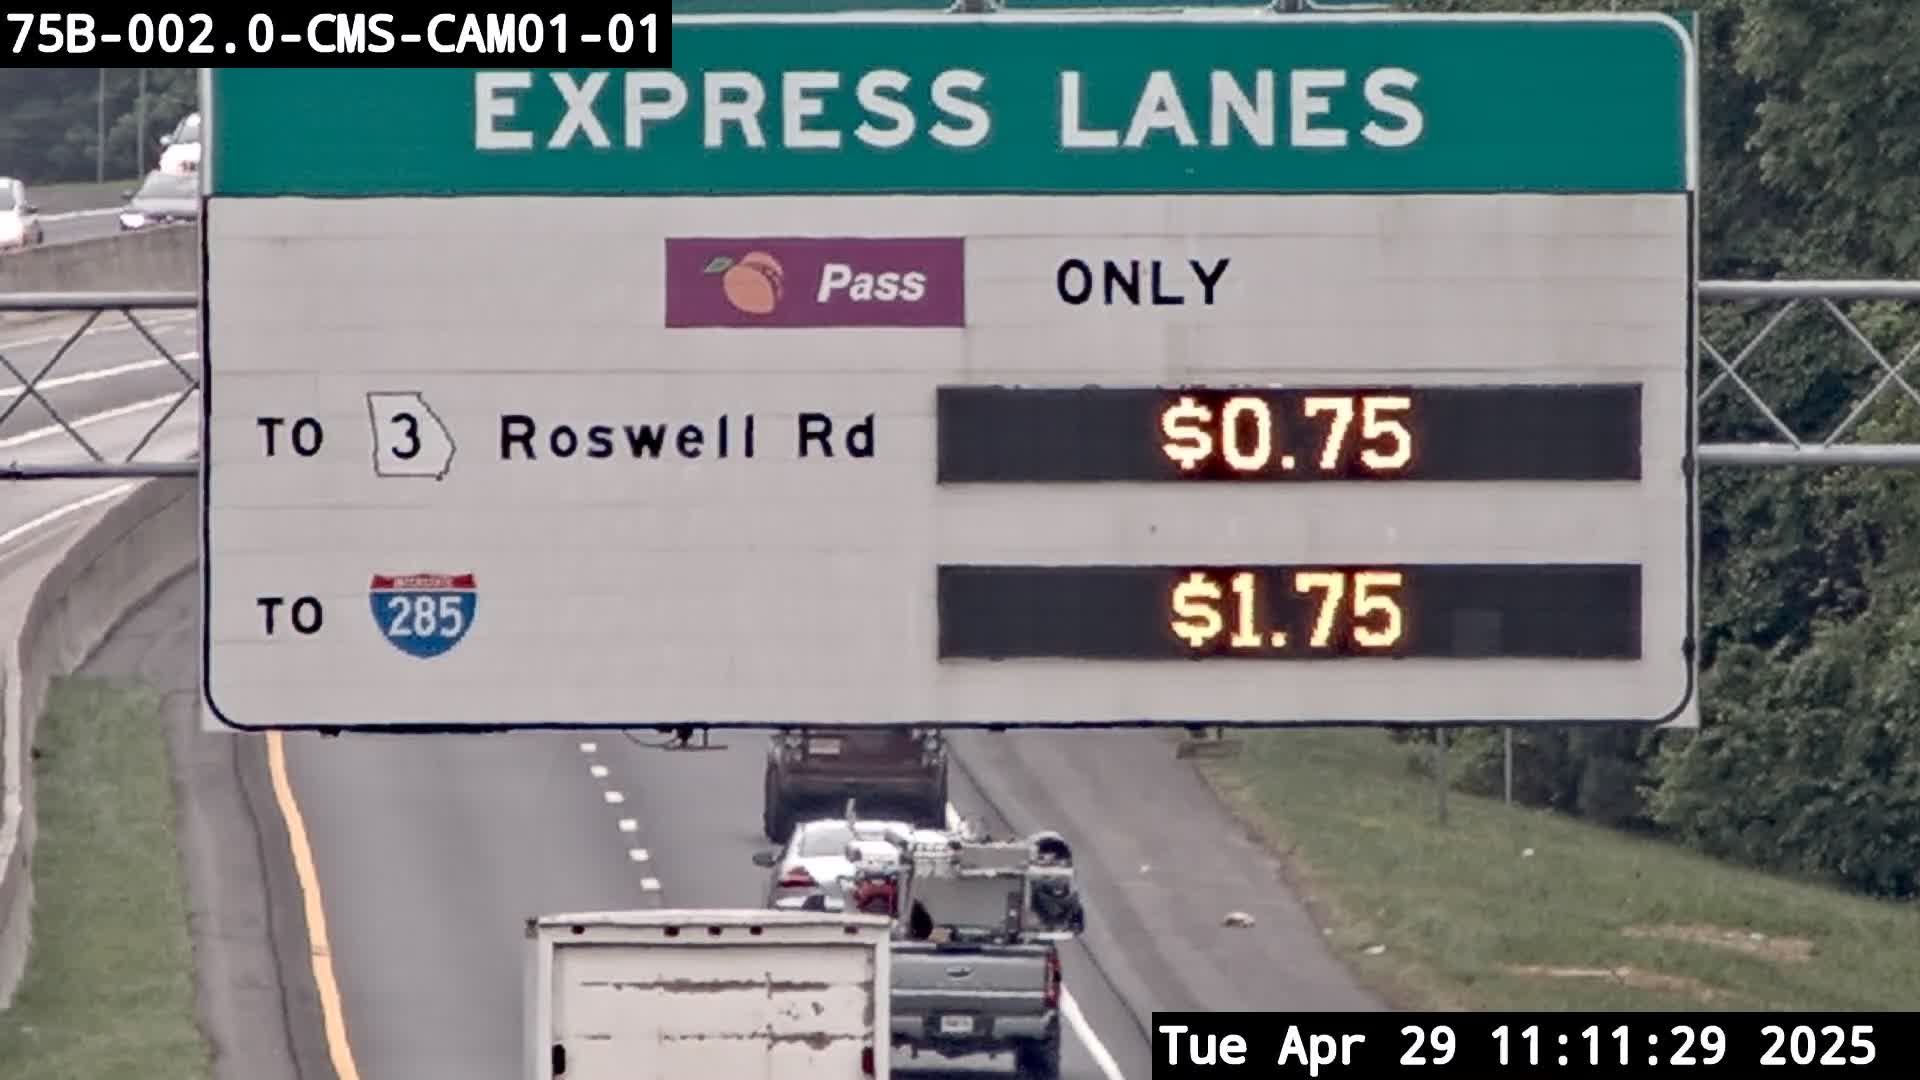 75B-002.0-CMS-CAM01-01
EXPRESS LANES
Pass ONLY
TO 3 Roswell Rd $0.75
INTERSTATE
TO 285 $1.75
Tue Apr 29 11:11:29 2025